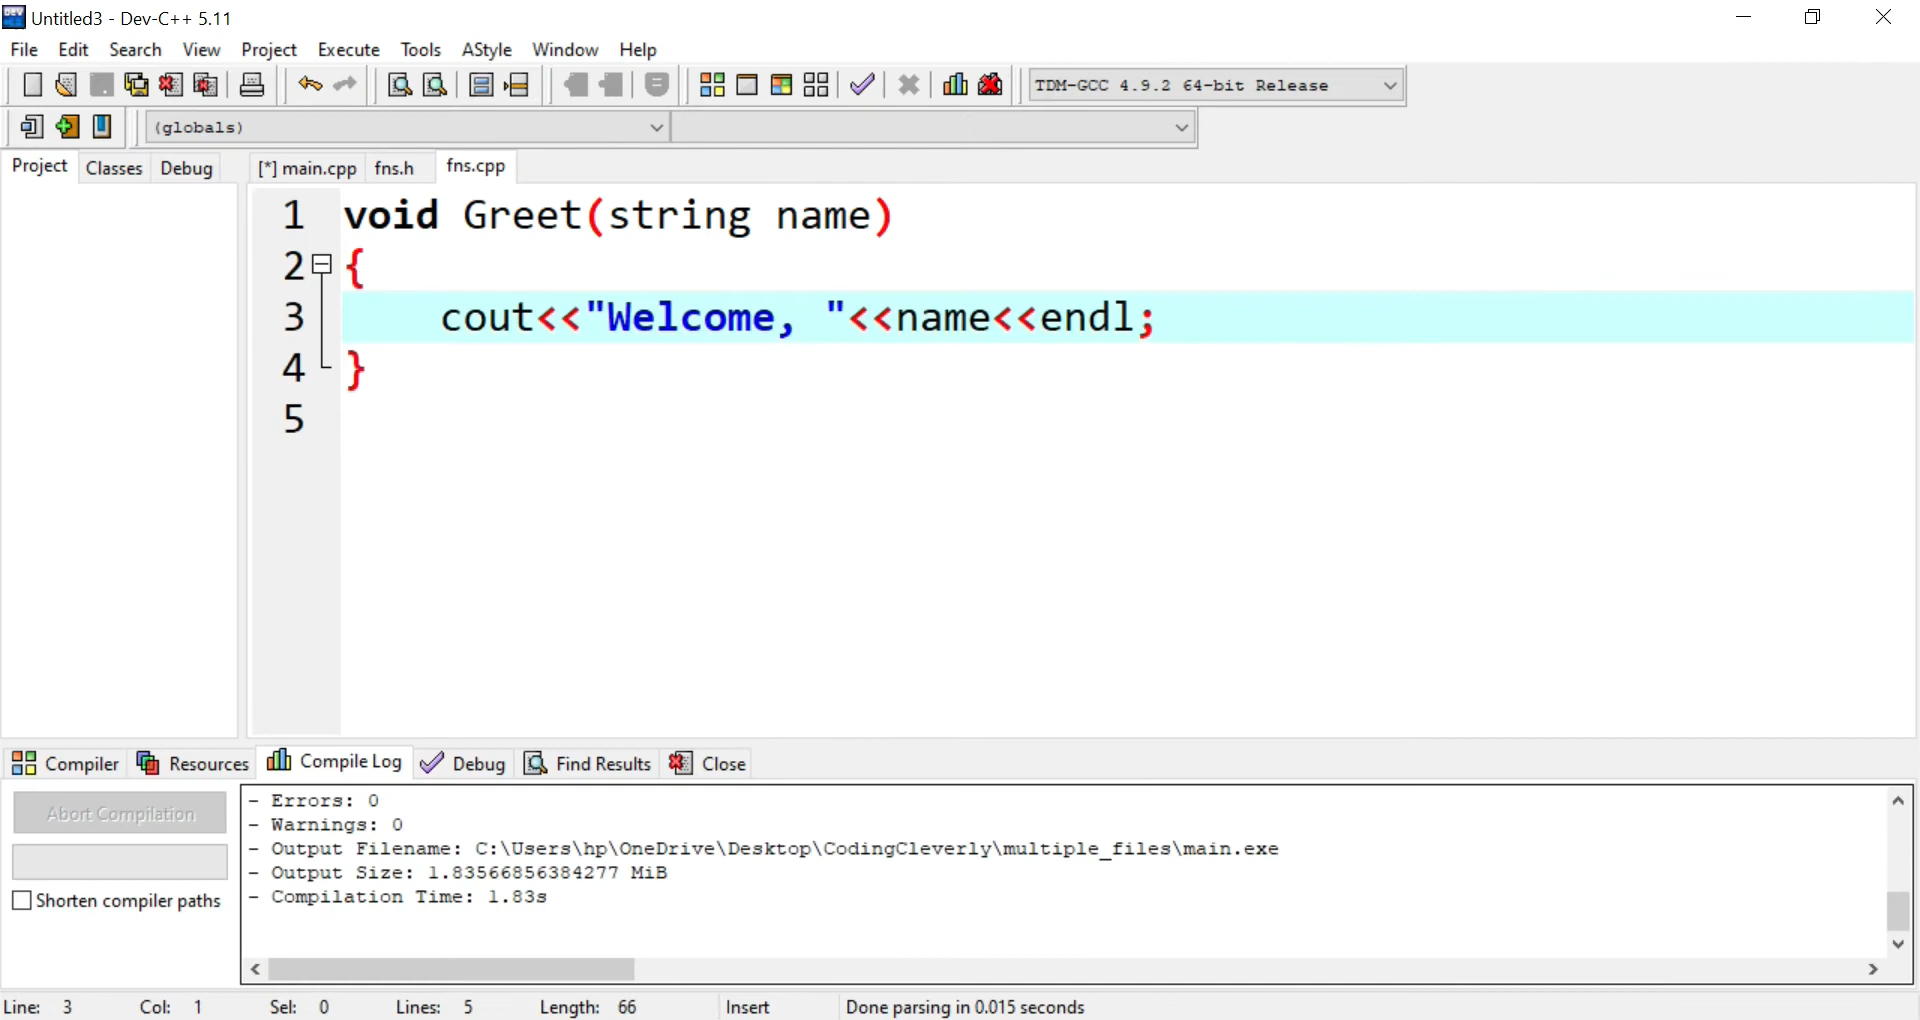 Untitled3 - Dev-C++ 5.11
File Edit Search View Project Execute Tools AStyle Window Help
TDM-GCC 4.9.2 64-bit Release
(globals)
Project Classes Debug [*] main.cpp fns.h fns.cpp
1 void Greet(string name)
2 {
3 cout<<"Welcome, "<<name<<endl;
4 }
5
Compiler Resources Compile Log Debug Find Results Close
Abort Compilation
Shorten compiler paths
- Errors: 0
- Warnings: 0
- Output Filename: C:\Users\hp\OneDrive\Desktop\CodingCleverly\multiple_files\main.exe
- Output Size: 1.83566856384277 MiB
- Compilation Time: 1.83s
Line: 3 Col: 1 Sel: 0 Lines: 5 Length: 66 Insert Done parsing in 0.015 seconds